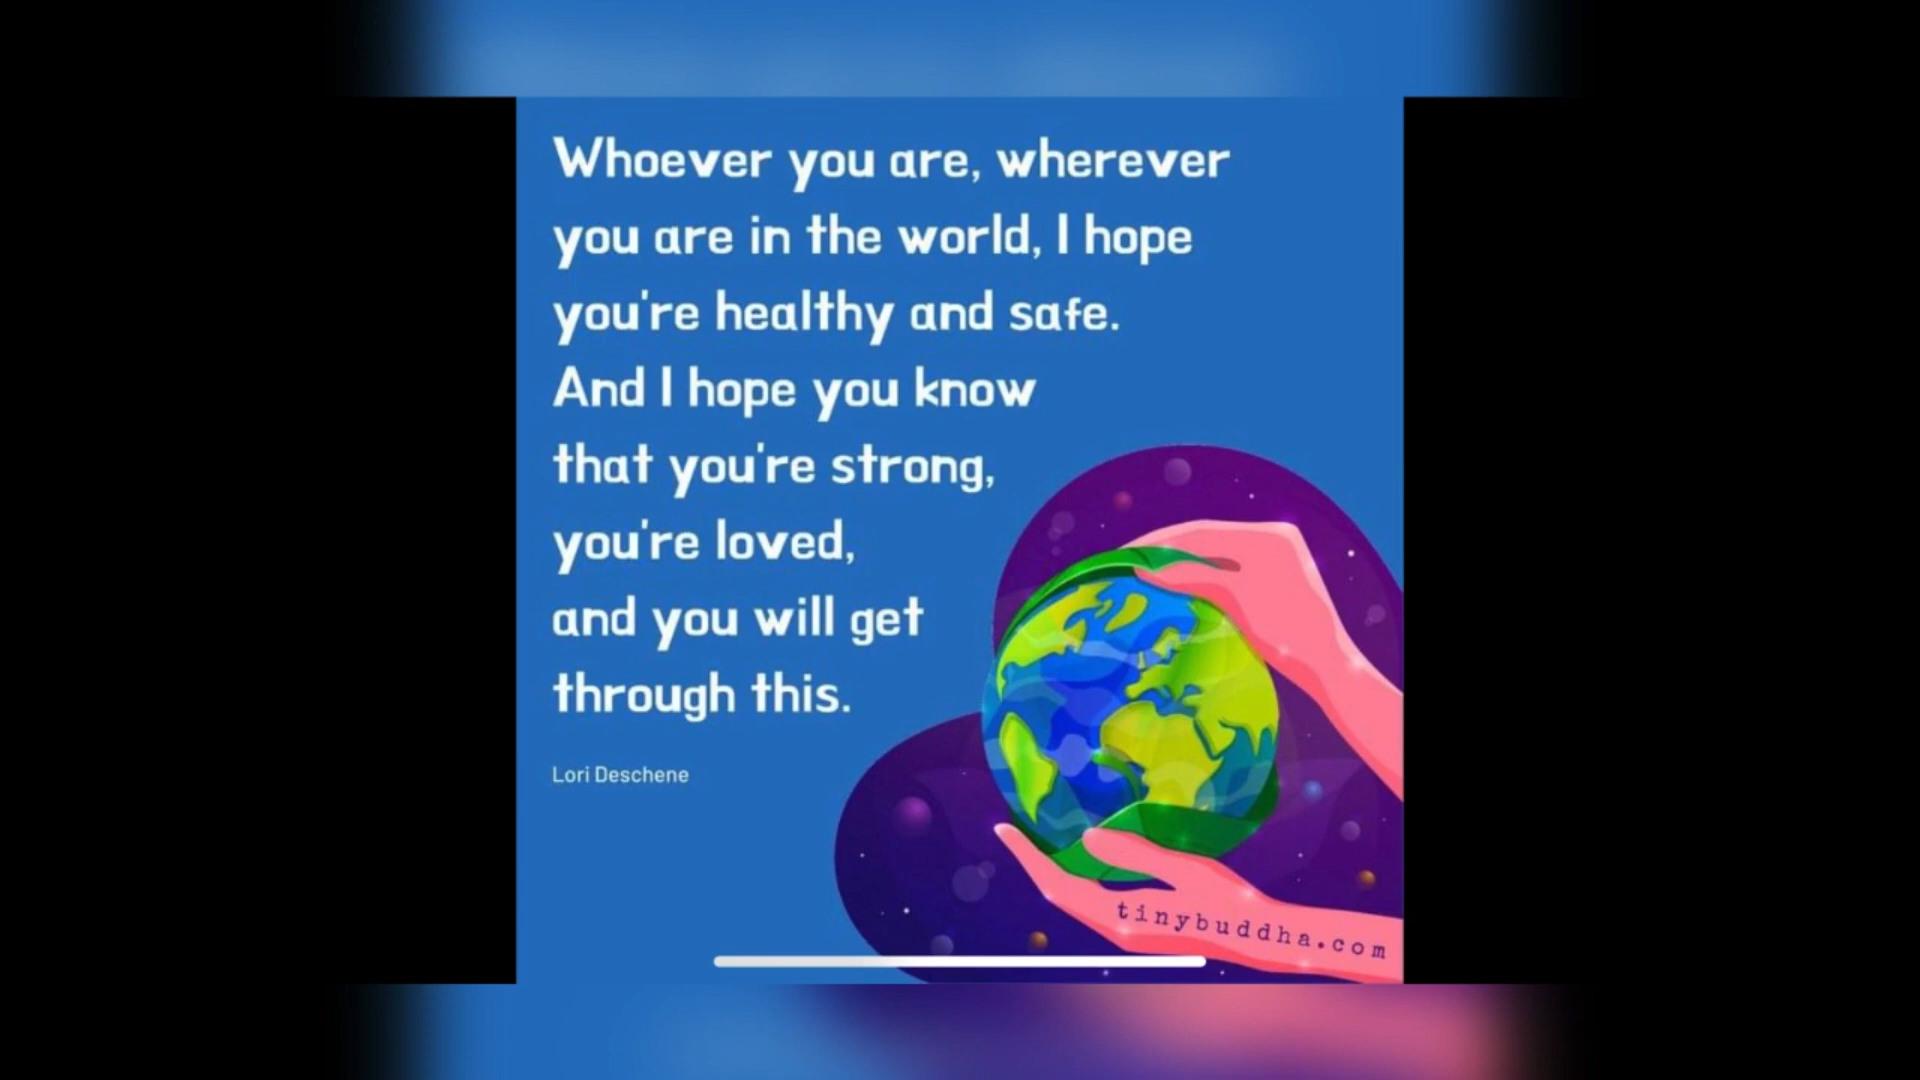 Whoever you are, wherever
you are in the world, I hope
you're healthy and safe.
And I hope you know
that you're strong,
you're loved,
and you will get
through this.
Lori Deschene
tinybuddha.com